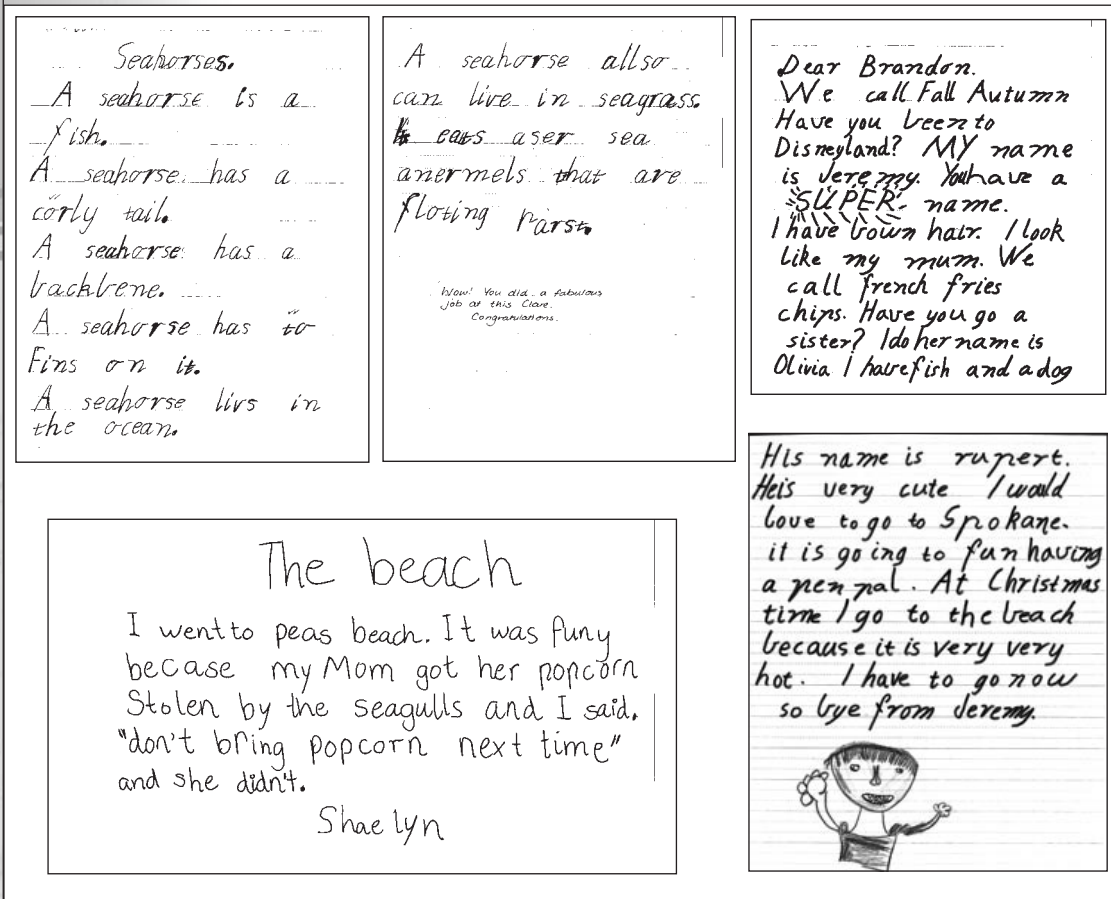 Seahorses.
A seahorse is a
fish.
A seahorse has a
corly tail.
A seahorse has a
backbene.
A seahorse has to
Fins on it.
A seahorse livs in
the ocean.
A seahorse allso
can live in seagrass.
It eats aser sea
anermels that are
floting parst.
Wow! You did a fabulous
job at this Clare.
Congratulations.
Dear Brandon.
We call Fall Autumn
Have you been to
Disneyland? MY name
is Jeremy. You have a
SUPER name.
I have bown hair. I look
like my mum. We
call french fries
chips. Have you go a
sister? I do her name is
Olivia I have fish and a dog
His name is rupert.
He is very cute I would
love to go to Spokane.
it is going to fun having
a pen pal. At Christmas
time I go to the beach
because it is very very
hot. I have to go now
so bye from Jeremy.
The beach
I went to peas beach. It was funy
becase my Mom got her popcorn
Stolen by the seagulls and I said.
"don't bring popcorn next time"
and she didn't.
Shaelyn